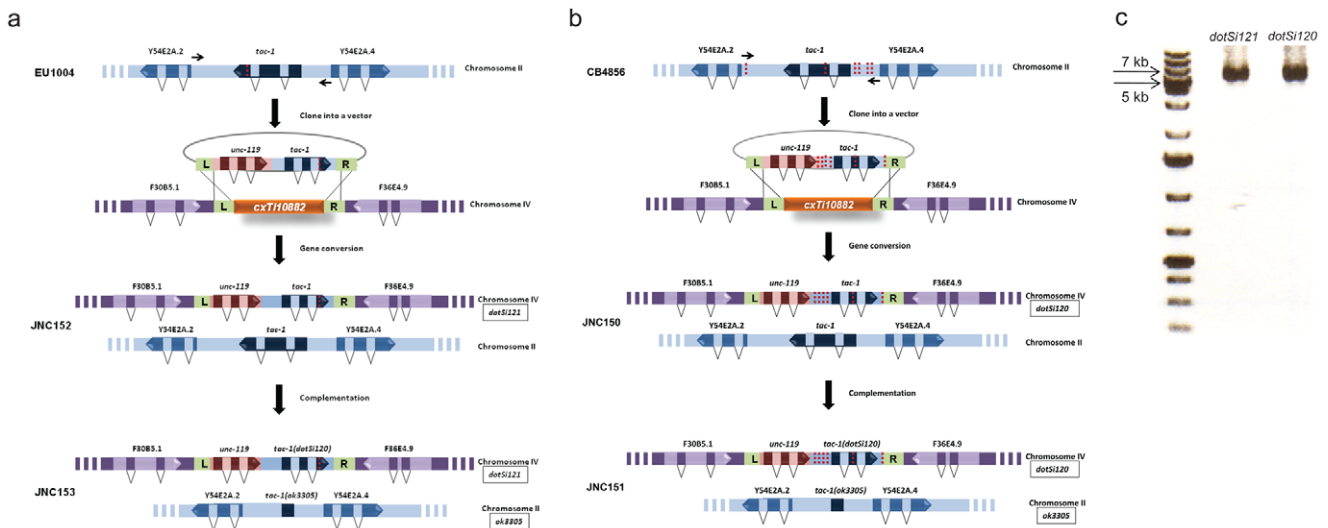 a
Y54E2A.2
tac-1
Y54E2A.4
EU1004
Chromosome II
Clone into a vector
unc-119
tac-1
L
R
F30B5.1
F36E4.9
L
cxTi10882
R
Chromosome IV
Gene conversion
F30B5.1
unc-119
tac-1
F36E4.9
L
R
Chromosome IV
dotSi121
JNC152
Y54E2A.2
tac-1
Y54E2A.4
Chromosome II
Complementation
F30B5.1
unc-119
tac-1(dotSi120)
F36E4.9
L
R
Chromosome IV
dotSi121
JNC153
Y54E2A.2
tac-1(ok3305)
Y54E2A.4
Chromosome II
ok3305
b
Y54E2A.2
tac-1
Y54E2A.4
CB4856
Chromosome II
Clone into a vector
unc-119
tac-1
L
R
F30B5.1
F36E4.9
L
cxTi10882
R
Chromosome IV
Gene conversion
F30B5.1
unc-119
tac-1
F36E4.9
L
R
Chromosome IV
dotSi120
JNC150
Y54E2A.2
tac-1
Y54E2A.4
Chromosome II
Complementation
F30B5.1
unc-119
tac-1(dotSi120)
F36E4.9
L
R
Chromosome IV
dotSi120
JNC151
Y54E2A.2
tac-1(ok3305)
Y54E2A.4
Chromosome II
ok3305
c
dotSi121 dotSi120
7 kb
5 kb